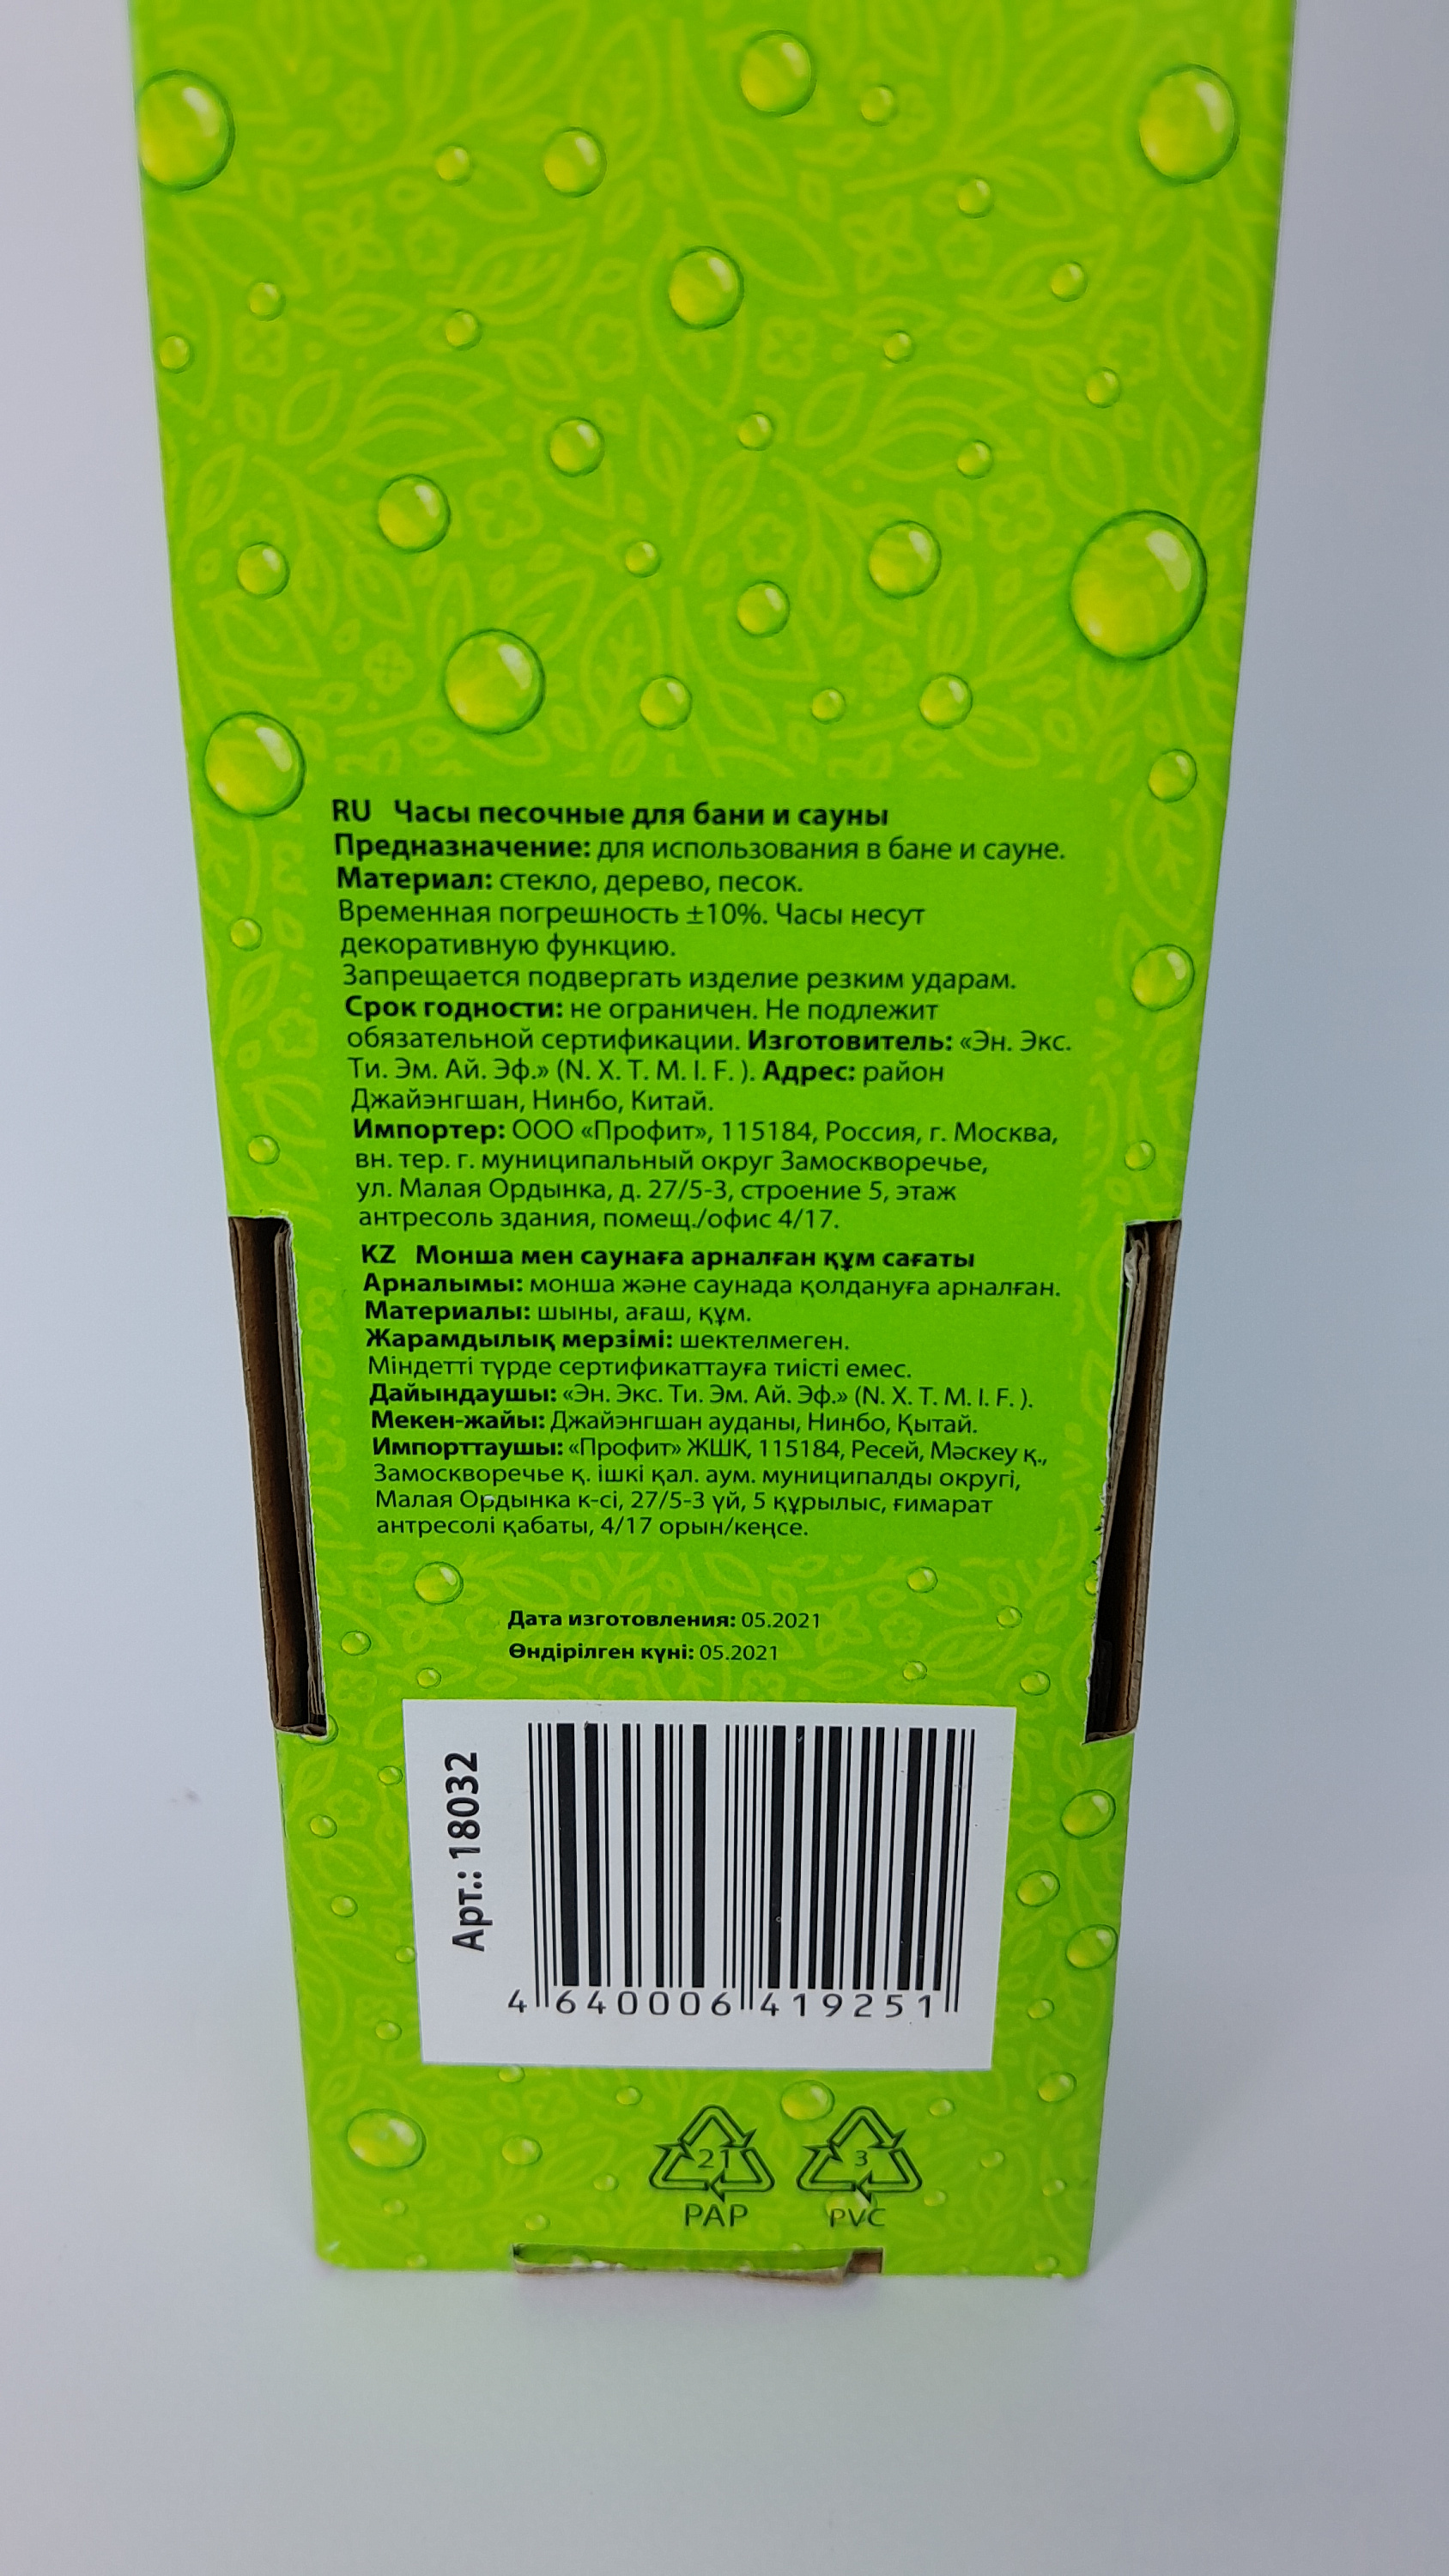 RU Часы песочные для бани и сауны
Предназначение: для использования в бане и сауне.
Материал: стекло, дерево, песок.
Временная погрешность ±10%. Часы несут
декоративную функцию.
Запрещается подвергать изделие резким ударам.
Срок годности: не ограничен. Не подлежит
обязательной сертификации. Изготовитель: «Эн. Экс.
Ти. Эм. Ай. Эф.» (N. X. T. M. I. F. ). Адрес: район
Джайэнгшан, Нинбо, Китай.
Импортер: ООО «Профит», 115184, Россия, г. Москва,
вн. тер. г. муниципальный округ Замоскворечье,
ул. Малая Ордынка, д. 27/5-3, строение 5, этаж
антресоль здания, помещ./офис 4/17.
KZ Монша мен саунаға арналған құм сағаты
Арналымы: монша және саунада қолдануға арналған.
Материалы: шыны, ағаш, құм.
Жарамдылық мерзімі: шектелмеген.
Міндетті түрде сертификаттауға тиісті емес.
Дайындаушы: «Эн. Экс. Ти. Эм. Ай. Эф.» (N. X. T. M. I. F. ).
Мекен-жайы: Джайэнгшан ауданы, Нинбо, Қытай.
Импорттаушы: «Профит» ЖШК, 115184, Ресей, Мәскеу қ.,
Замоскворечье қ. ішкі қал. аум. муниципалды округі,
Малая Ордынка к-сі, 27/5-3 үй, 5 құрылыс, ғимарат
антресолі қабаты, 4/17 орын/кеңсе.
Дата изготовления: 05.2021
Өндірілген күні: 05.2021
Арт.: 18032
4 640006 419251
21 3
PAP PVC